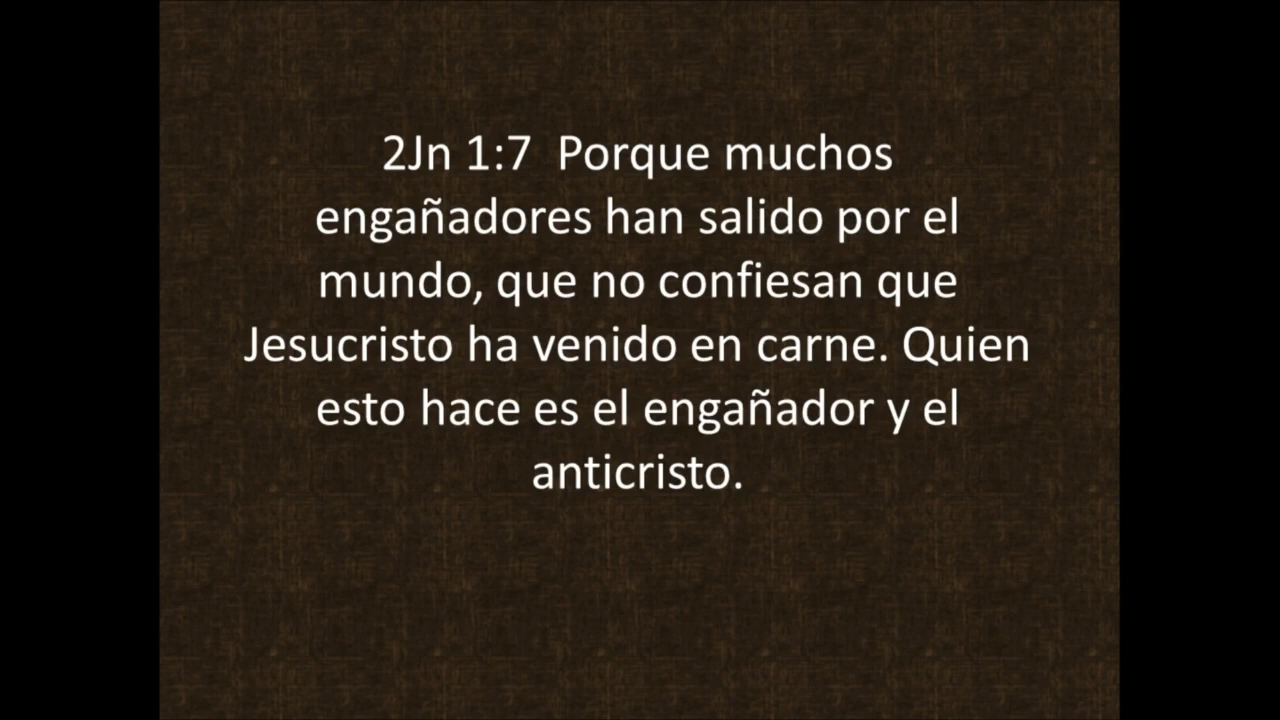 2Jn 1:7  Porque muchos
engañadores han salido por el
mundo, que no confiesan que
Jesucristo ha venido en carne. Quien
esto hace es el engañador y el
anticristo.